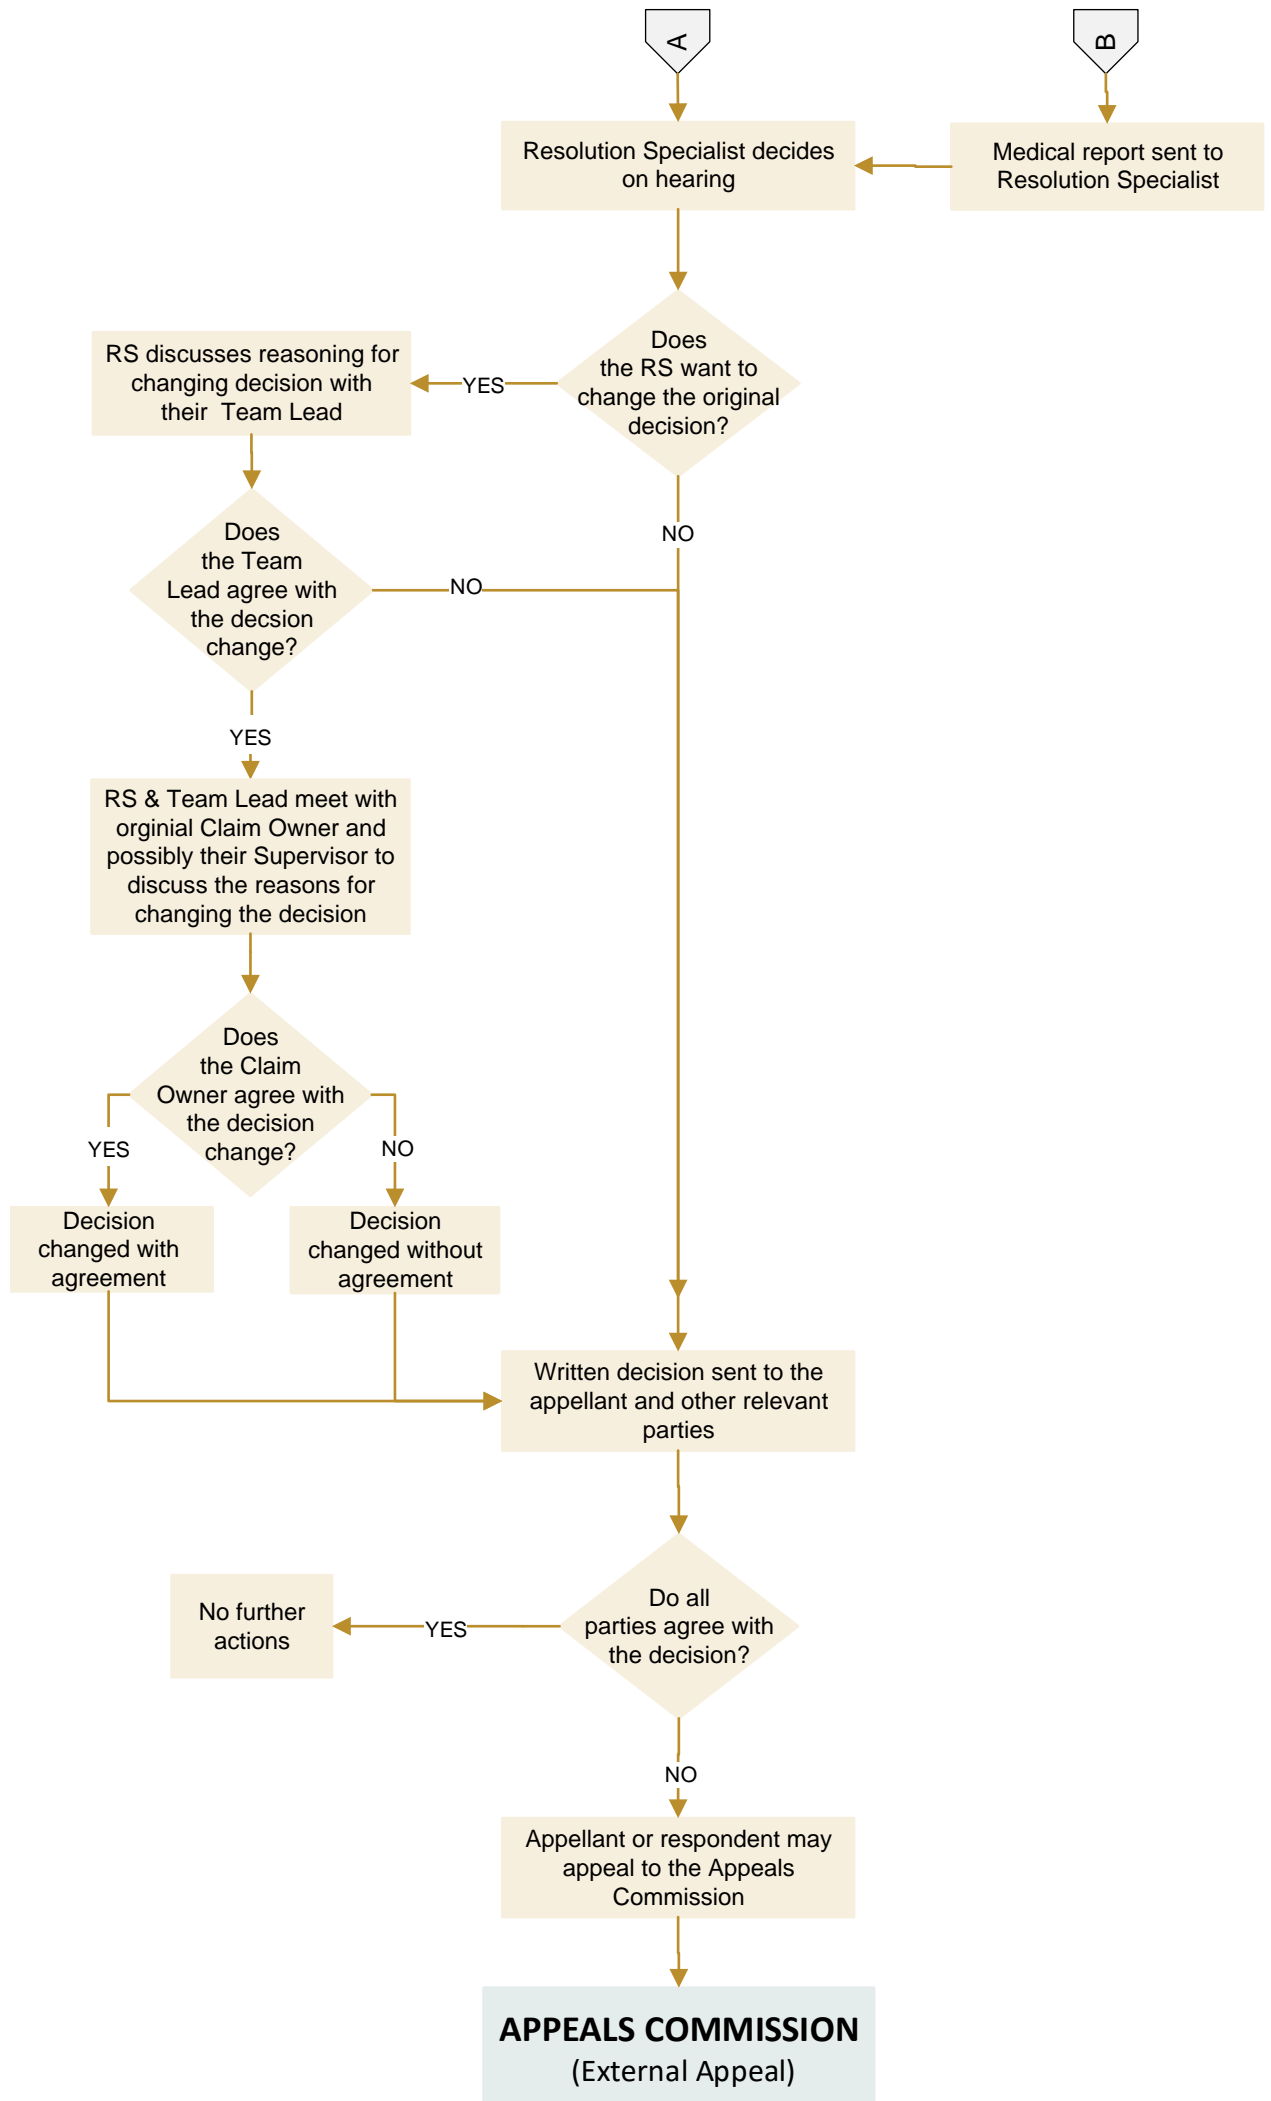 A
B
Resolution Specialist decides
on hearing
Medical report sent to
Resolution Specialist
Does
the RS want to
change the original
decision?
YES
RS discusses reasoning for
changing decision with
their Team Lead
NO
Does
the Team
Lead agree with
the decsion
change?
NO
YES
RS & Team Lead meet with
orginial Claim Owner and
possibly their Supervisor to
discuss the reasons for
changing the decision
Does
the Claim
Owner agree with
the decision
change?
YES
NO
Decision
changed with
agreement
Decision
changed without
agreement
Written decision sent to the
appellant and other relevant
parties
Do all
parties agree with
the decision?
YES
No further
actions
NO
Appellant or respondent may
appeal to the Appeals
Commission
APPEALS COMMISSION
(External Appeal)